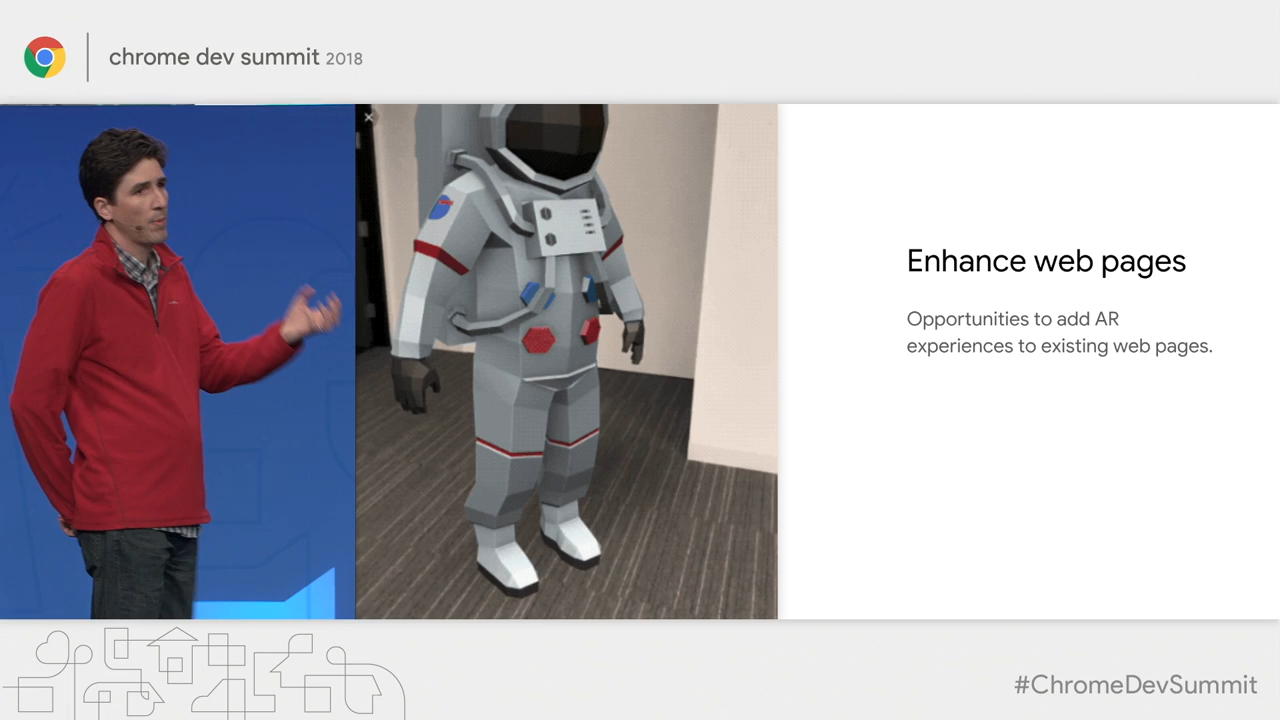 chrome dev summit 2018
Enhance web pages
Opportunities to add AR
experiences to existing web pages.
#ChromeDevSummit